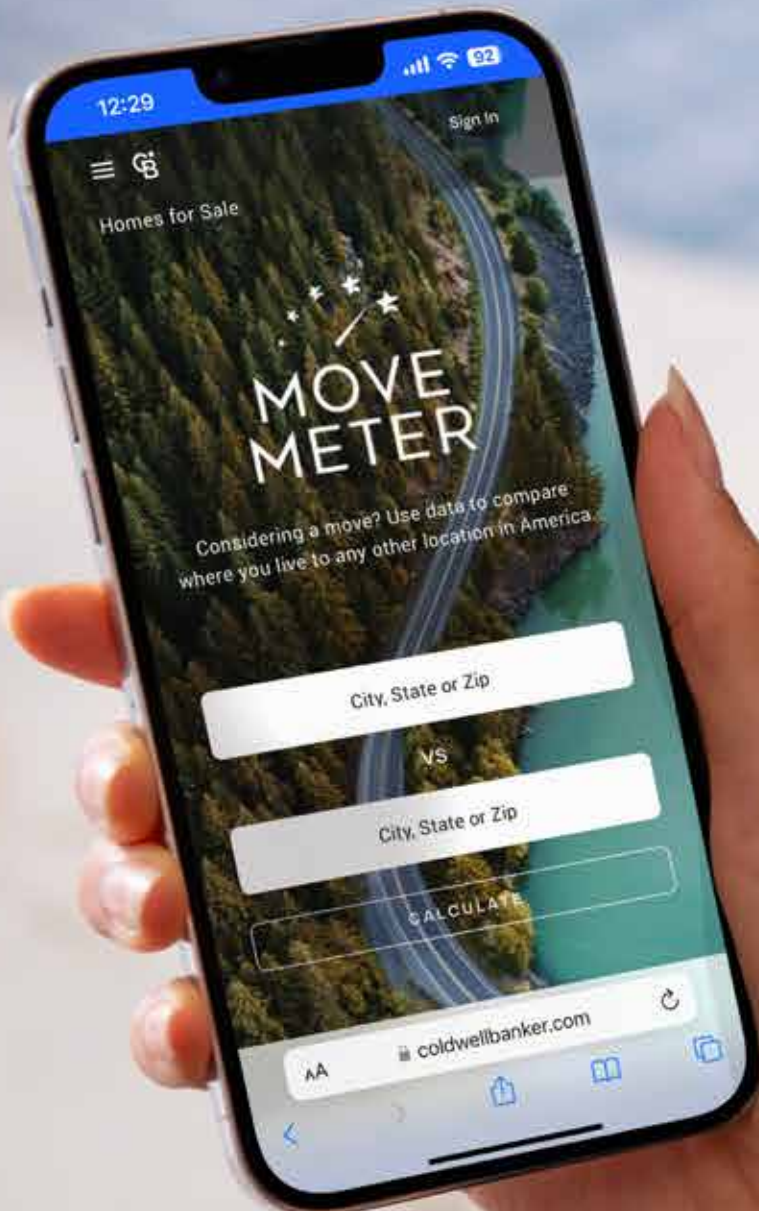 12:29
92
Sign In
CB
Homes for Sale
MOVE
METER
Considering a move? Use data to compare
where you live to any other location in America.
City, State or Zip
VS
City, State or Zip
CALCULATE
AA
coldwellbanker.com